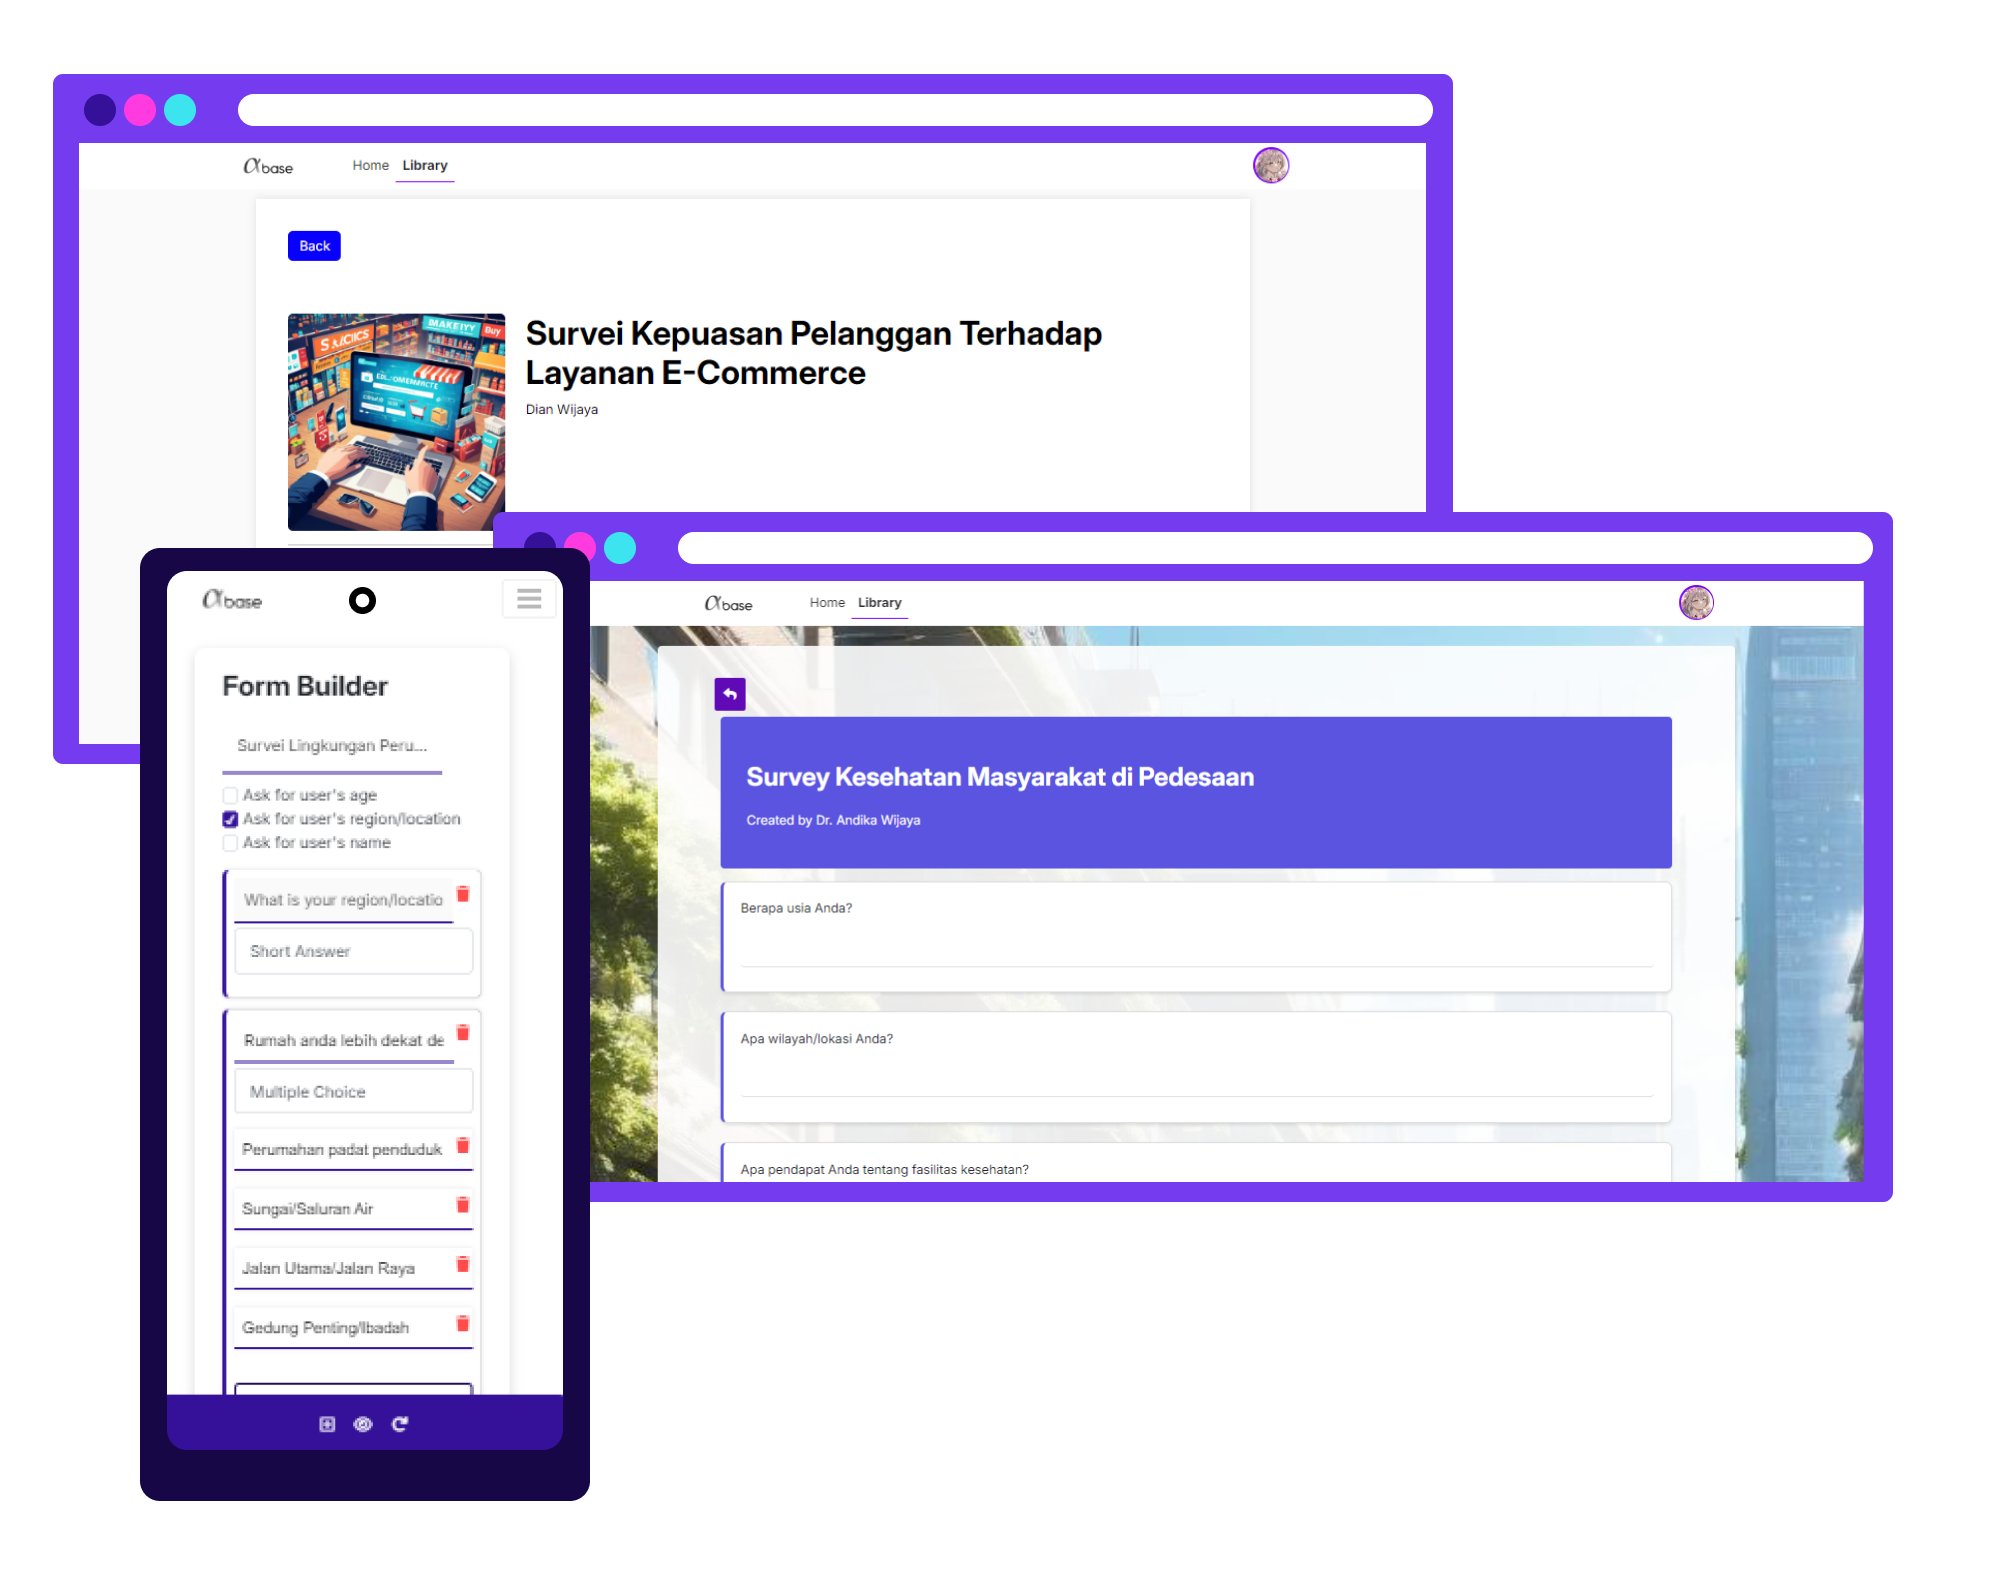 αbase
Home
Library
Back
Survei Kepuasan Pelanggan Terhadap
Layanan E-Commerce
Dian Wijaya
MAKETYY
Buy
SAICIICS
αbase
Form Builder
Survei Lingkungan Peru...
Ask for user's age
Ask for user's region/location
Ask for user's name
What is your region/locatio
Short Answer
Rumah anda lebih dekat de
Multiple Choice
Perumahan padat penduduk
Sungai/Saluran Air
Jalan Utama/Jalan Raya
Gedung Penting/Ibadah
αbase
Home
Library
Survey Kesehatan Masyarakat di Pedesaan
Created by Dr. Andika Wijaya
Berapa usia Anda?
Apa wilayah/lokasi Anda?
Apa pendapat Anda tentang fasilitas kesehatan?